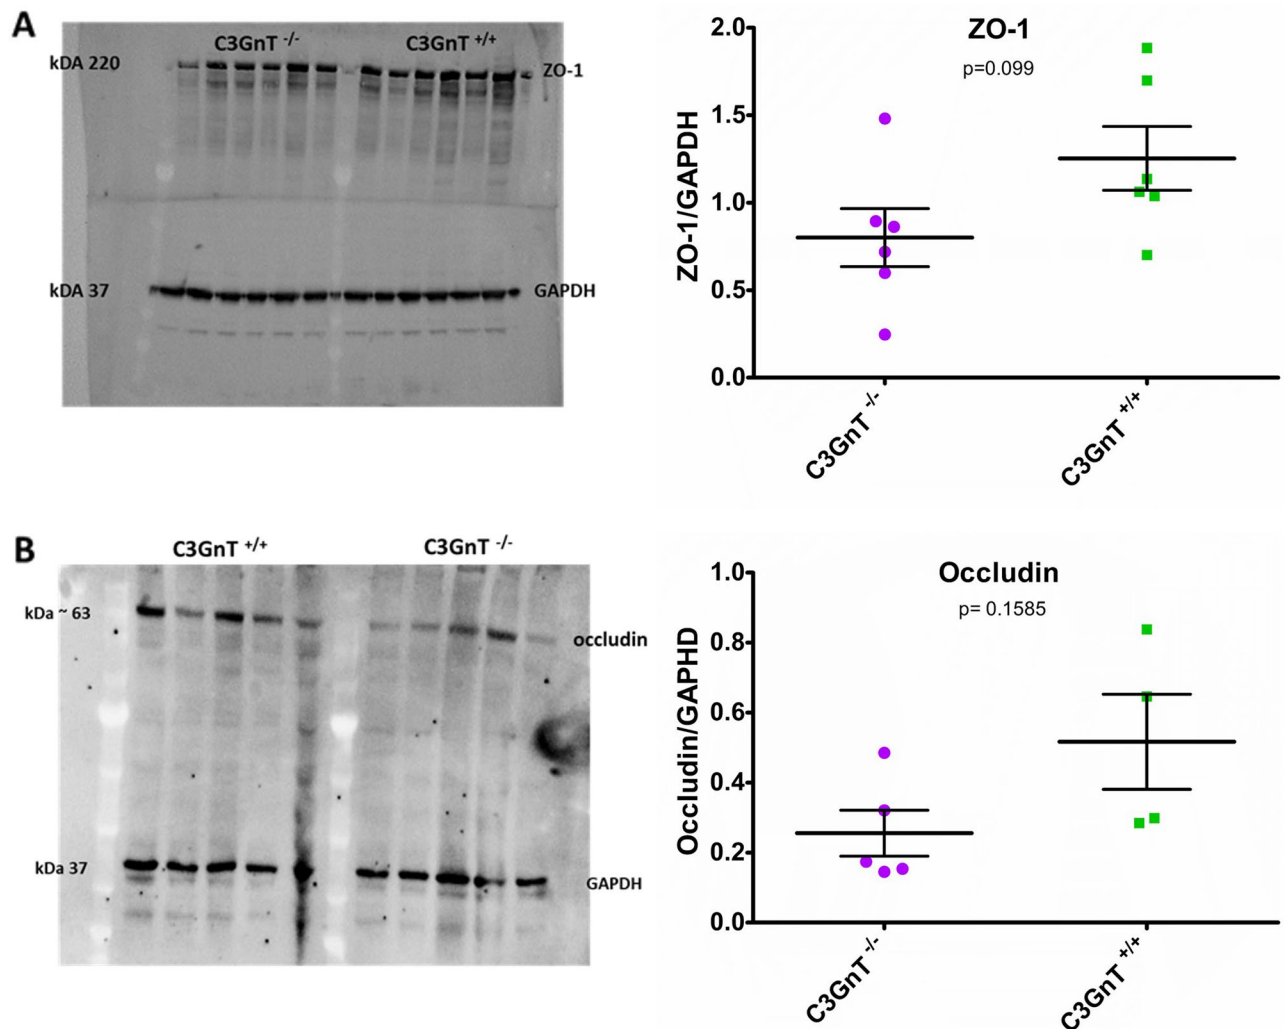 A
C3GnT -/-
C3GnT +/+
kDA 220
ZO-1
kDA 37
GAPDH
ZO-1
p=0.099
ZO-1/GAPDH
2.0
1.5
1.0
0.5
0.0
C3GnT -/-
C3GnT +/+
B
C3GnT +/+
C3GnT -/-
kDa ~ 63
occludin
kDa 37
GAPDH
Occludin
p= 0.1585
Occludin/GAPHD
1.0
0.8
0.6
0.4
0.2
0.0
C3GnT -/-
C3GnT +/+